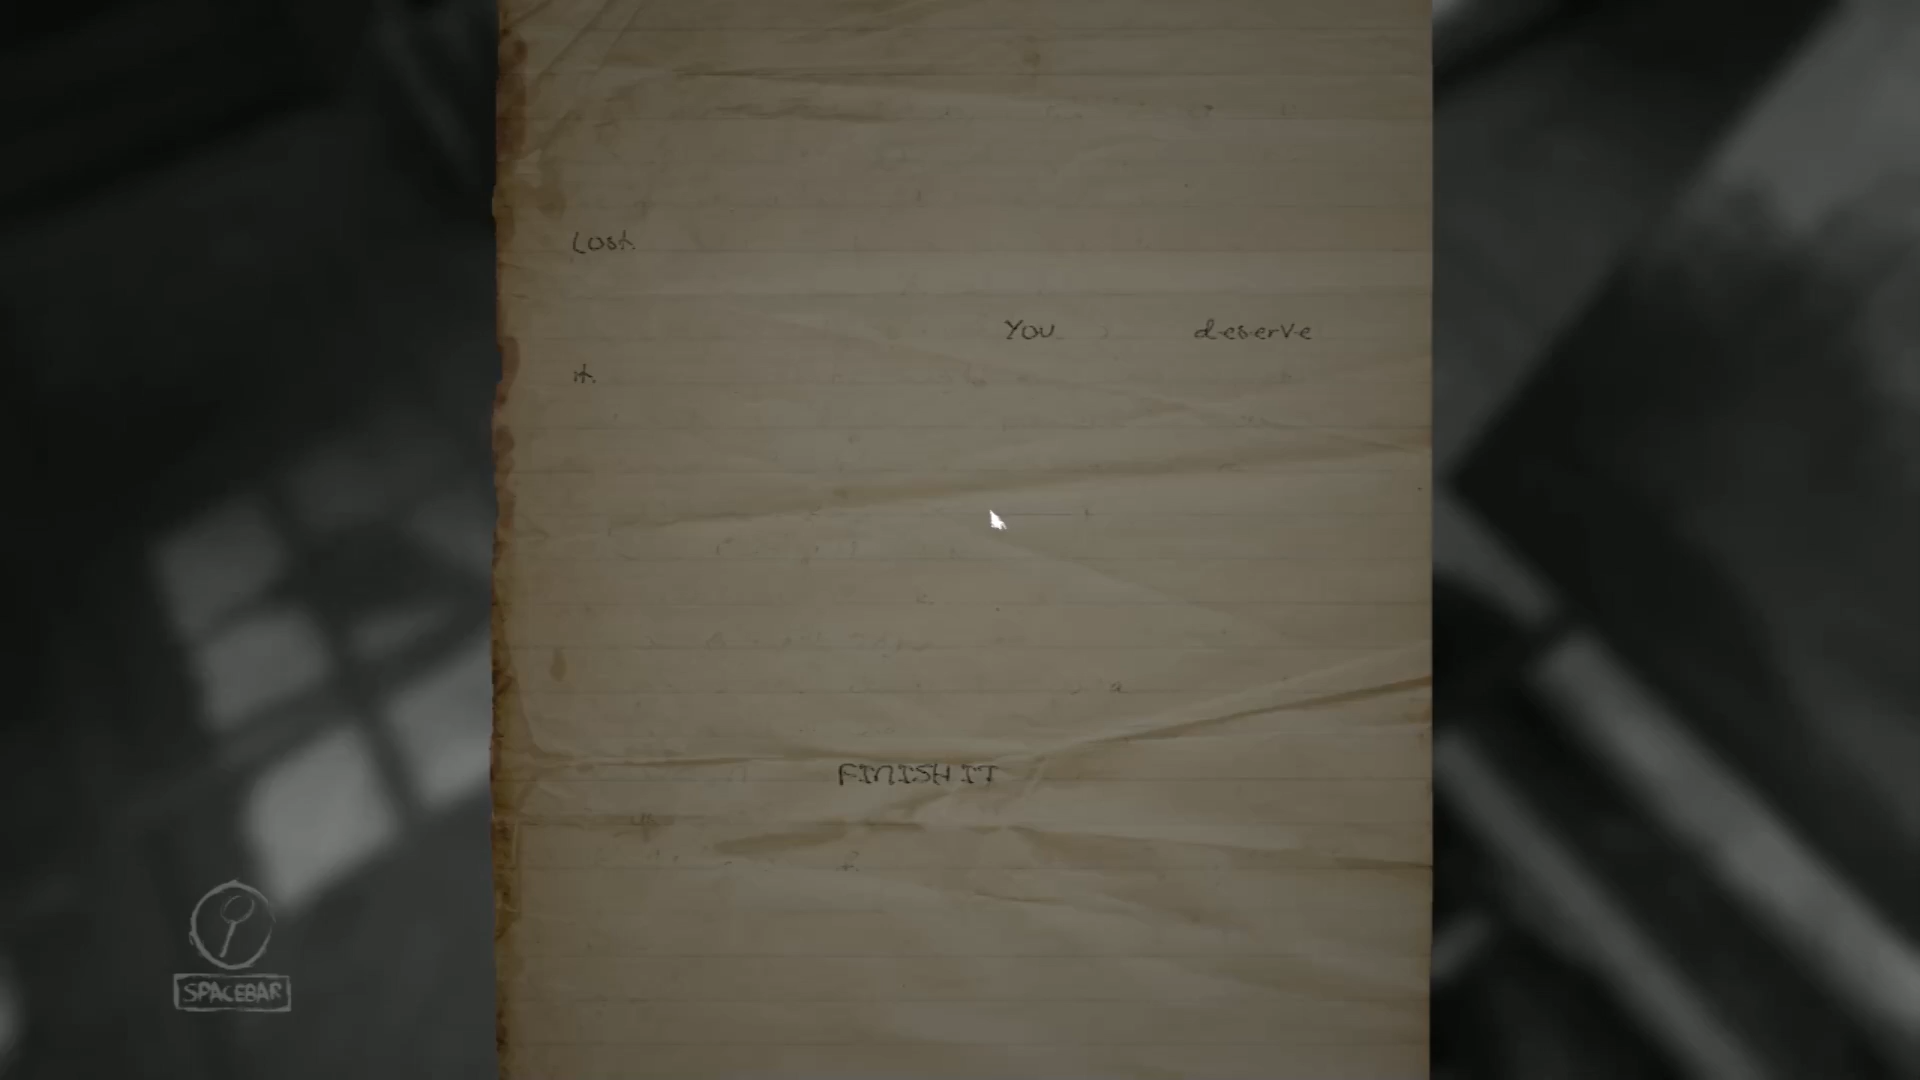 Lost.
You deserve
it.
FINISH IT
SPACEBAR